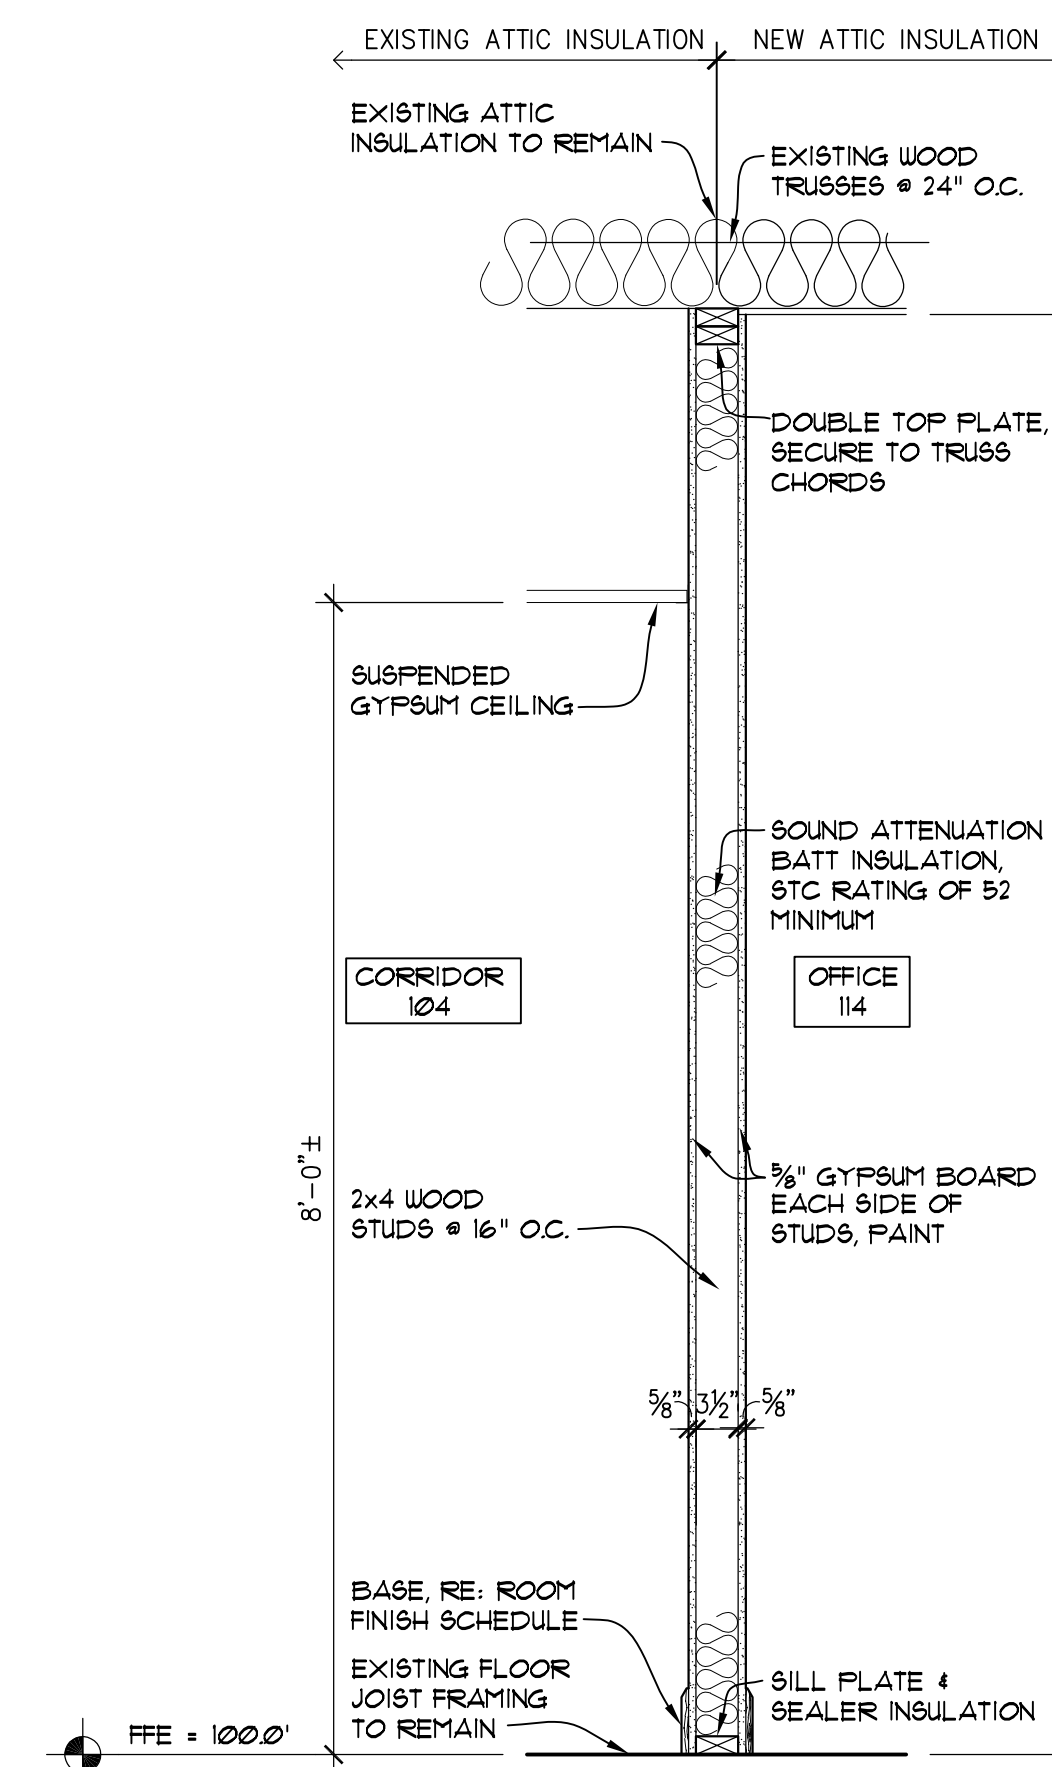 EXISTING ATTIC INSULATION
NEW ATTIC INSULATION
EXISTING ATTIC
INSULATION TO REMAIN
EXISTING WOOD
TRUSSES @ 24" O.C.
DOUBLE TOP PLATE,
SECURE TO TRUSS
CHORDS
SUSPENDED
GYPSUM CEILING
SOUND ATTENUATION
BATT INSULATION,
STC RATING OF 52
MINIMUM
CORRIDOR
104
OFFICE
114
8'-0"±
2x4 WOOD
STUDS @ 16" O.C.
5/8" GYPSUM BOARD
EACH SIDE OF
STUDS, PAINT
5/8"
3 1/2"
5/8"
BASE, RE: ROOM
FINISH SCHEDULE
EXISTING FLOOR
JOIST FRAMING
TO REMAIN
SILL PLATE &
SEALER INSULATION
FFE = 100.0'